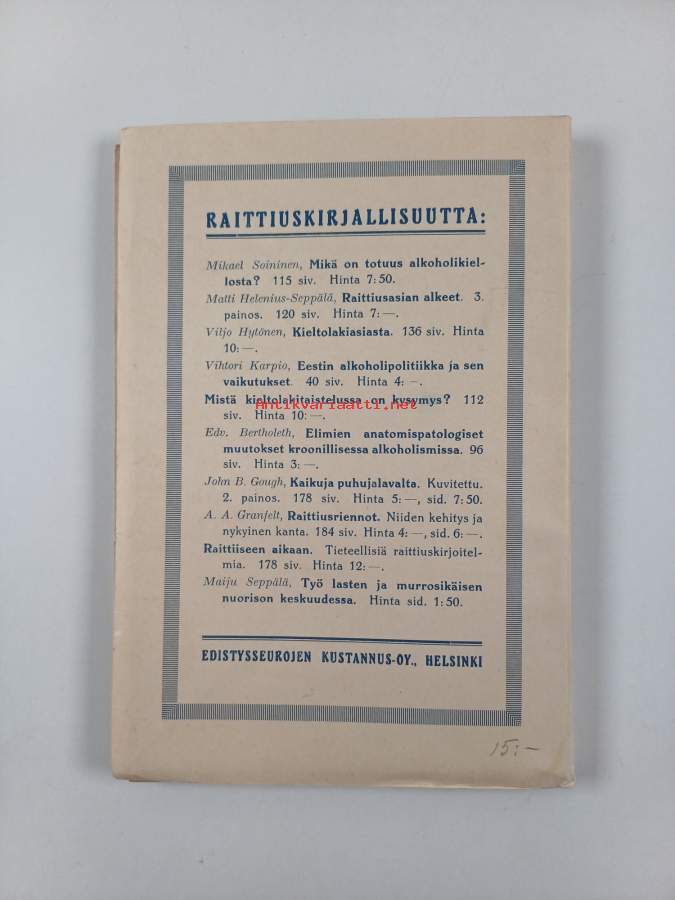 RAITTIUSKIRJALLISUUTTA:
Mikael Soininen, Mikä on totuus alkoholikiel-
losta? 115 siv. Hinta 7:50.
Matti Helenius-Seppälä, Raittiusasian alkeet. 3.
painos. 120 siv. Hinta 7:—.
Viljo Hytönen, Kieltolakiasiasta. 136 siv. Hinta
10:—.
Vihtori Karpio, Eestin alkoholipolitiikka ja sen
vaikutukset. 40 siv. Hinta 4: –.
Mistä kieltolakitaistelussa on kysymys? 112
siv. Hinta 10:—.
Antikvariaatti.net
Edv. Bertholeth, Elimien anatomispatologiset
muutokset kroonillisessa alkoholismissa. 96
siv. Hinta 3:—.
John B. Gough, Kaikuja puhujalavalta. Kuvitettu.
2. painos. 178 siv. Hinta 5:—, sid. 7:50.
A. A. Granfelt, Raittiusriennot. Niiden kehitys ja
nykyinen kanta. 184 siv. Hinta 4: —, sid. 6:—.
Raittiiseen aikaan. Tieteellisiä raittiuskirjoitel-
mia. 178 siv. Hinta 12:—.
Maiju Seppälä, Työ lasten ja murrosikäisen
nuorison keskuudessa. Hinta sid. 1:50.
EDISTYSSEUROJEN KUSTANNUS-OY., HELSINKI
15:—